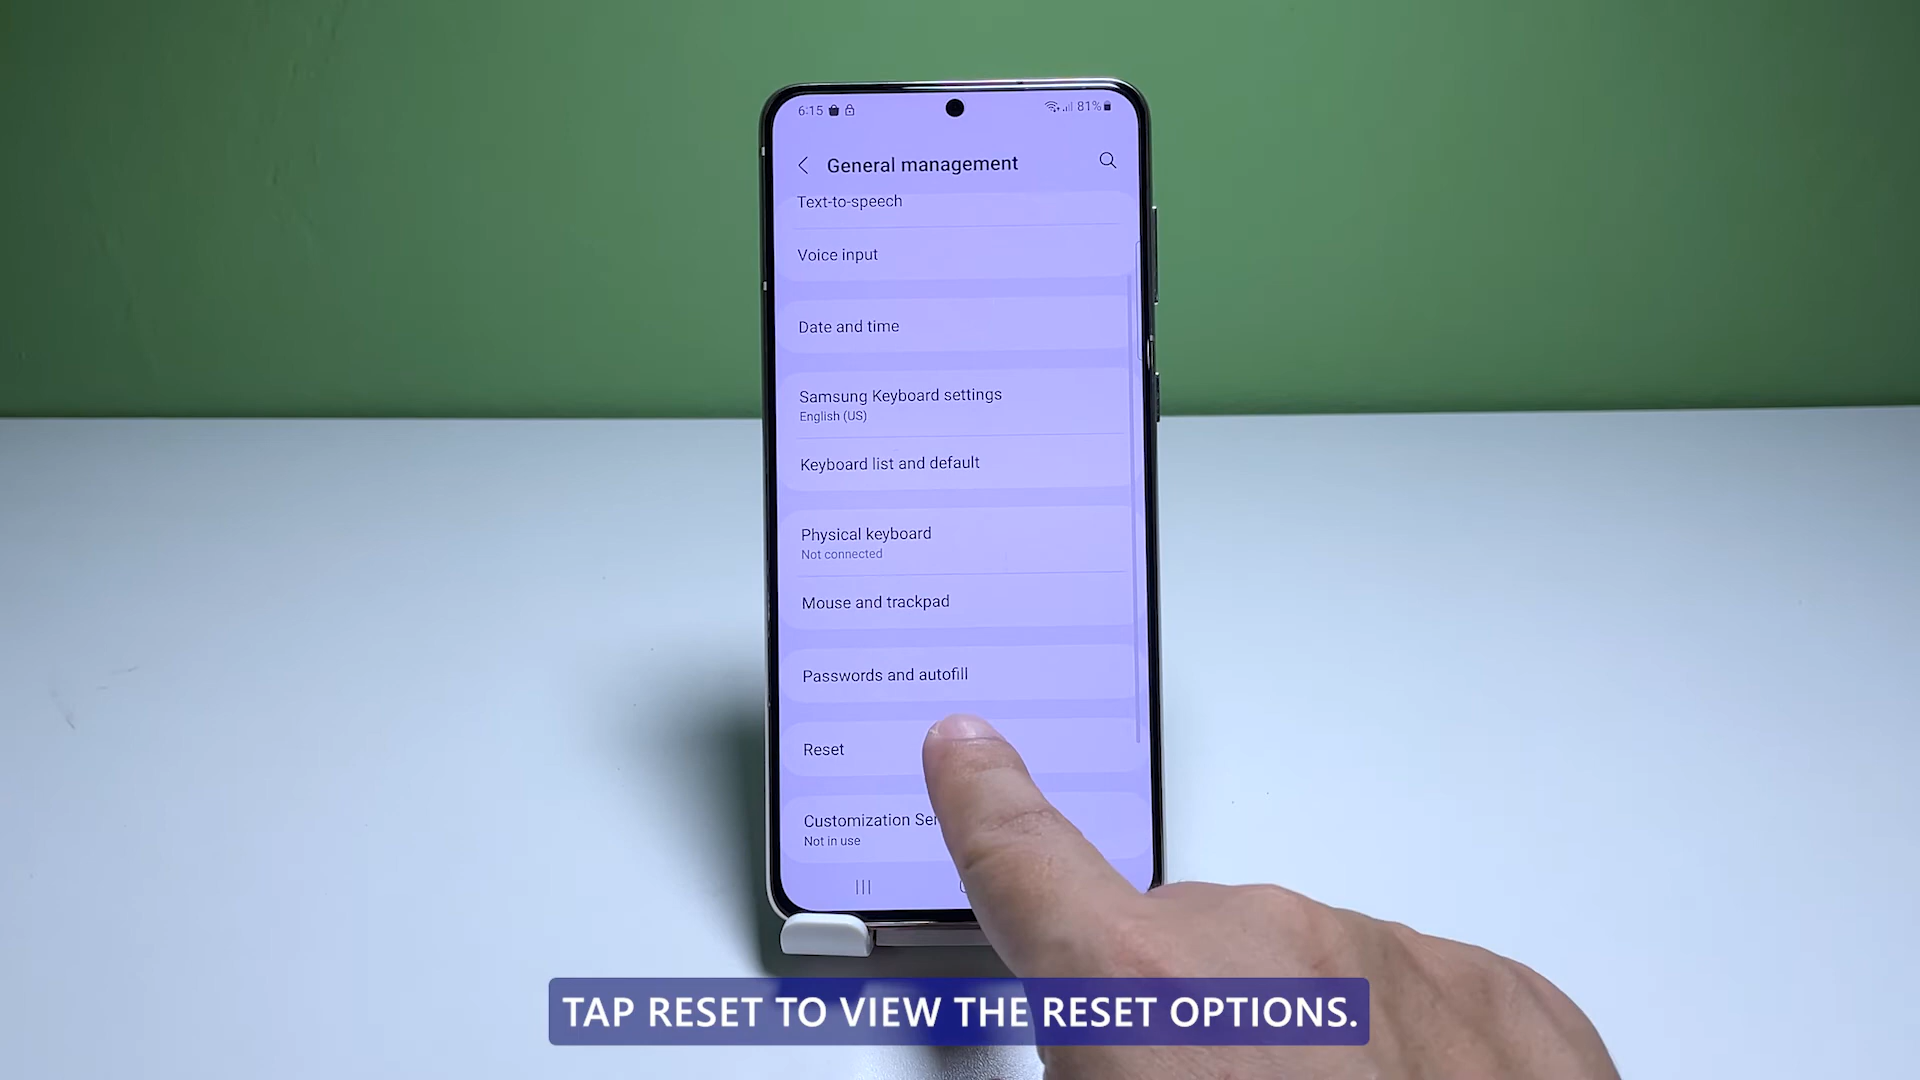 6:15
81%
General management
Text-to-speech
Voice input
Date and time
Samsung Keyboard settings
English (US)
Keyboard list and default
Physical keyboard
Not connected
Mouse and trackpad
Passwords and autofill
Reset
Customization
Not in use
TAP RESET TO VIEW THE RESET OPTIONS.